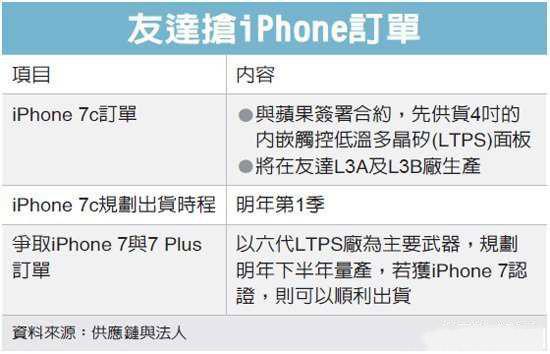 友達搶iPhone訂單
項目
內容
iPhone 7c訂單
●與蘋果簽署合約，先供貨4吋的
內嵌觸控低溫多晶矽(LTPS)面板
●將在友達L3A及L3B廠生產
iPhone 7c規劃出貨時程
明年第1季
爭取iPhone 7與7 Plus
訂單
以六代LTPS廠為主要武器，規劃
明年下半年量產，若獲iPhone 7認
證，則可以順利出貨
資料來源：供應鏈與法人